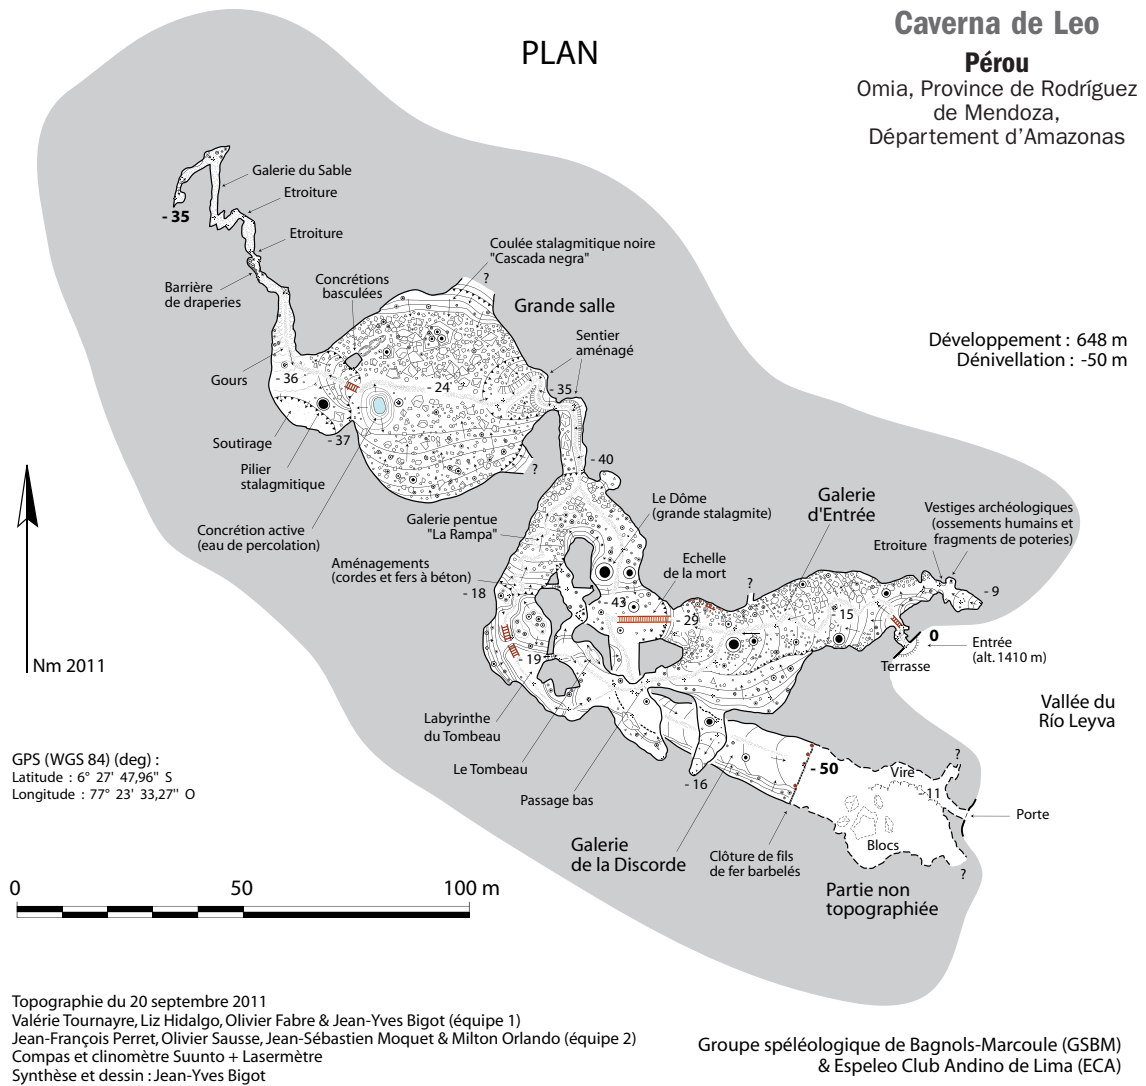 PLAN
Caverna de Leo
Pérou
Omia, Province de Rodríguez
de Mendoza,
Département d'Amazonas
Développement : 648 m
Dénivellation : -50 m
Galerie du Sable
Etroiture
- 35
Etroiture
Barrière
de draperies
Concrétions
basculées
Coulée stalagmitique noire
"Cascada negra"
?
Grande salle
Sentier
aménagé
Gours
- 36
- 24
- 35
Soutirage
- 37
Pilier
stalagmitique
?
- 40
Concrétion active
(eau de percolation)
Galerie pentue
"La Rampa"
Le Dôme
(grande stalagmite)
Galerie
d'Entrée
Vestiges archéologiques
(ossements humains et
fragments de poteries)
Etroiture
Aménagements
(cordes et fers à béton)
- 18
Echelle
de la mort
?
- 9
- 43
- 29
- 15
0
Entrée
(alt. 1410 m)
Terrasse
- 19
Nm 2011
Labyrinthe
du Tombeau
Le Tombeau
Passage bas
- 16
Vallée du
Río Leyva
GPS (WGS 84) (deg) :
Latitude : 6° 27' 47,96" S
Longitude : 77° 23' 33,27" O
- 50
Vire
?
- 11
Porte
Blocs
?
Galerie
de la Discorde
Clôture de fils
de fer barbelés
Partie non
topographiée
0 50 100 m
Topographie du 20 septembre 2011
Valérie Tournayre, Liz Hidalgo, Olivier Fabre & Jean-Yves Bigot (équipe 1)
Jean-François Perret, Olivier Sausse, Jean-Sébastien Moquet & Milton Orlando (équipe 2)
Compas et clinomètre Suunto + Lasermètre
Synthèse et dessin : Jean-Yves Bigot
Groupe spéléologique de Bagnols-Marcoule (GSBM)
& Espeleo Club Andino de Lima (ECA)